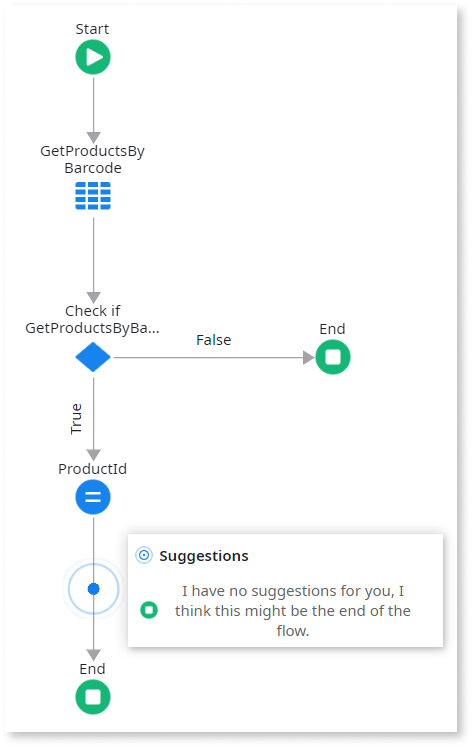 Start
GetProductsBy
Barcode
Check if
GetProductsByBa...
False
End
True
ProductId
Suggestions
I have no suggestions for you, I
think this might be the end of the
flow.
End